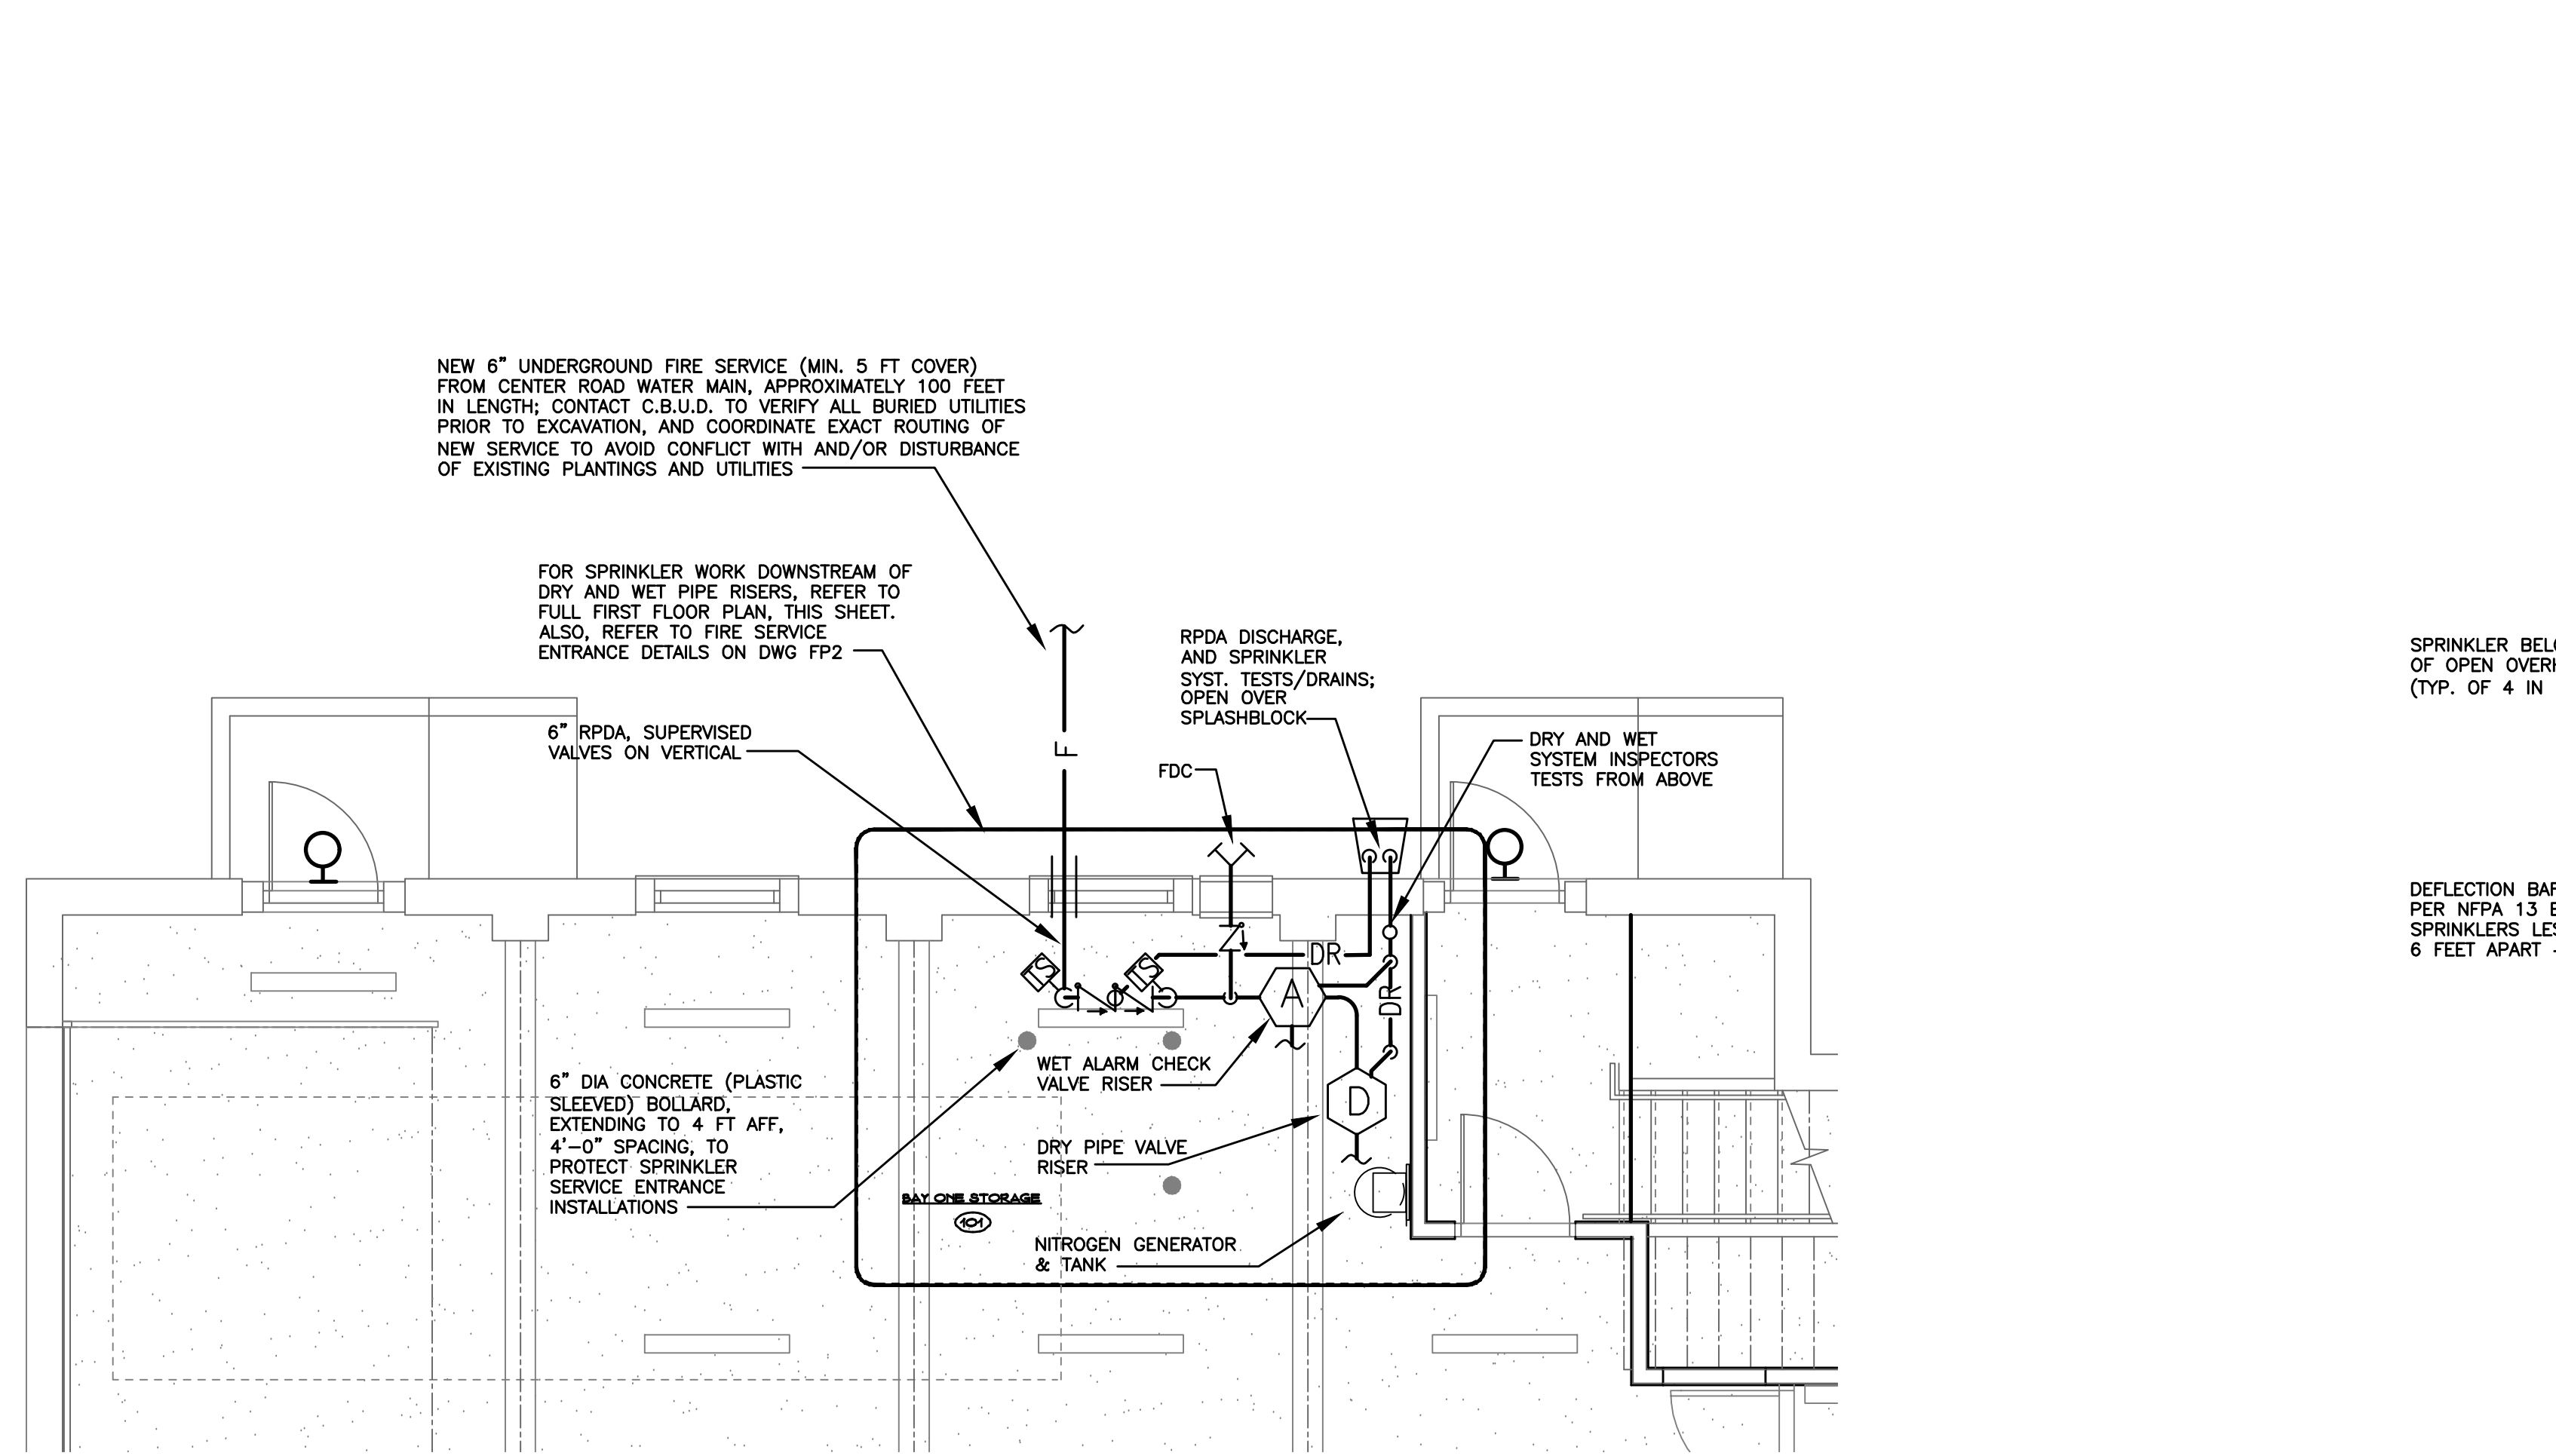 NEW 6" UNDERGROUND FIRE SERVICE (MIN. 5 FT COVER)
FROM CENTER ROAD WATER MAIN, APPROXIMATELY 100 FEET
IN LENGTH; CONTACT C.B.U.D. TO VERIFY ALL BURIED UTILITIES
PRIOR TO EXCAVATION, AND COORDINATE EXACT ROUTING OF
NEW SERVICE TO AVOID CONFLICT WITH AND/OR DISTURBANCE
OF EXISTING PLANTINGS AND UTILITIES
FOR SPRINKLER WORK DOWNSTREAM OF
DRY AND WET PIPE RISERS, REFER TO
FULL FIRST FLOOR PLAN, THIS SHEET.
ALSO, REFER TO FIRE SERVICE
ENTRANCE DETAILS ON DWG FP2
RPDA DISCHARGE,
AND SPRINKLER
SYST. TESTS/DRAINS;
OPEN OVER
SPLASHBLOCK
6" RPDA, SUPERVISED
VALVES ON VERTICAL
F
FDC
DRY AND WET
SYSTEM INSPECTORS
TESTS FROM ABOVE
TS
TS
DR
A
DR
D
WET ALARM CHECK
VALVE RISER
6" DIA CONCRETE (PLASTIC
SLEEVED) BOLLARD,
EXTENDING TO 4 FT AFF,
4'-0" SPACING, TO
PROTECT SPRINKLER
SERVICE ENTRANCE
INSTALLATIONS
DRY PIPE VALVE
RISER
BAY ONE STORAGE
101
NITROGEN GENERATOR
& TANK
SPRINKLER
OF OPEN
(TYP. OF 4 IN
DEFLECTION
PER NFPA 13
SPRINKLERS
6 FEET APART